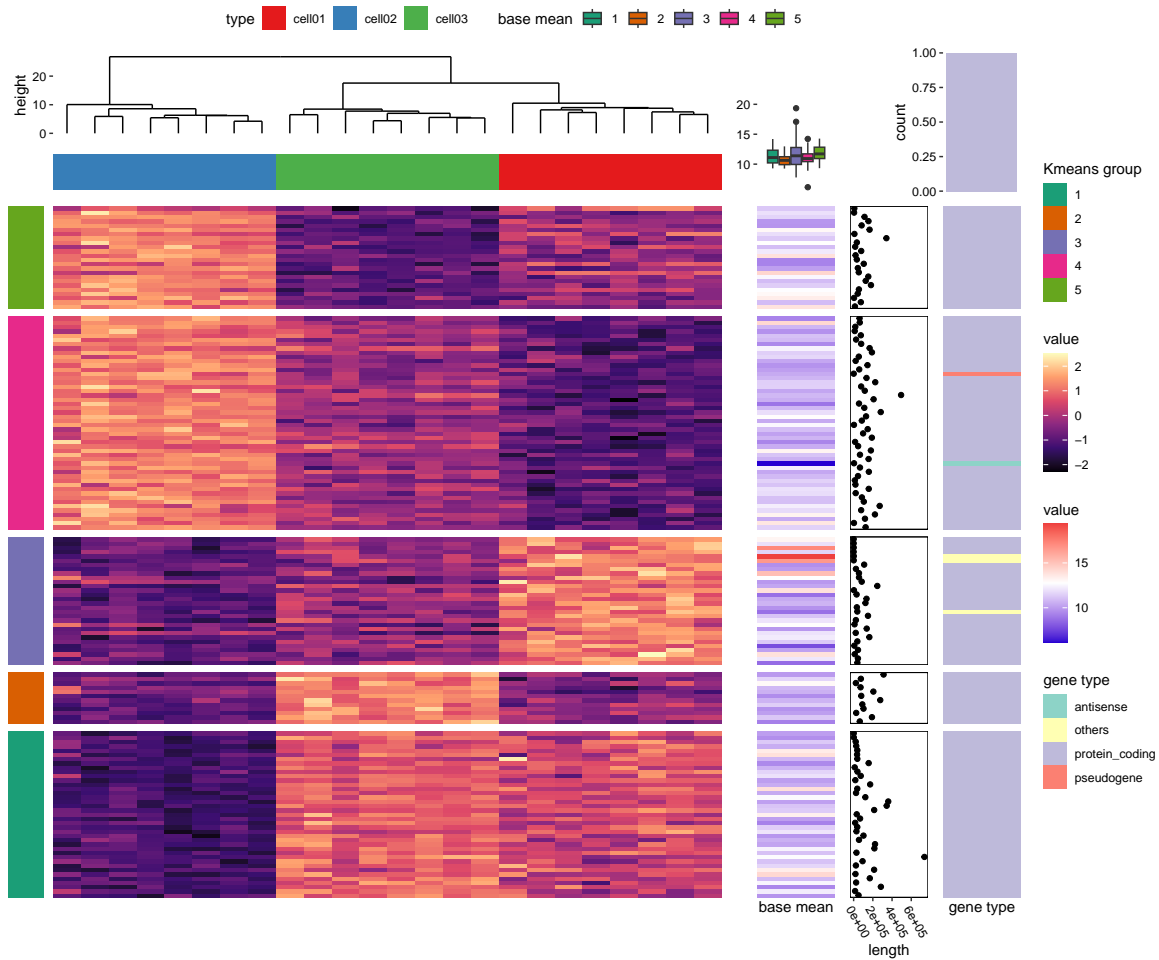 type cell01 cell02 cell03 base mean 1 2 3 4 5
height
20
10
0
20
15
10
count
1.00
0.75
0.50
0.25
0.00
Kmeans group
1
2
3
4
5
value
2
1
0
−1
−2
value
15
10
gene type
antisense
others
protein_coding
pseudogene
base mean
0e+00
2e+05
4e+05
6e+05
length
gene type